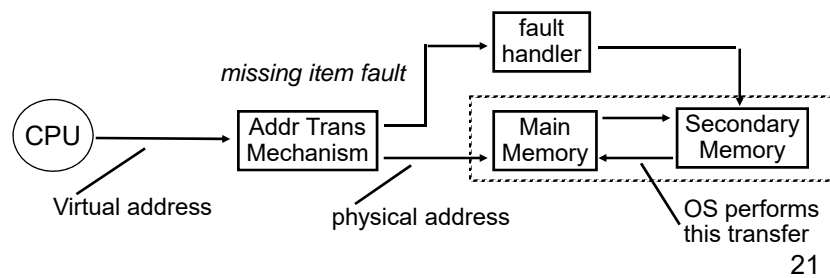 fault
handler
missing item fault
CPU
Addr Trans
Mechanism
Main
Memory
Secondary
Memory
Virtual address
physical address
OS performs
this transfer
21